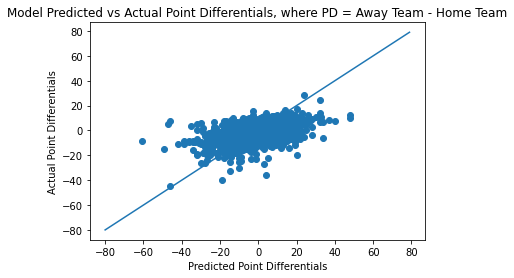 Model Predicted vs Actual Point Differentials, where PD = Away Team - Home Team
80
60
40
20
0
−20
−40
−60
−80
Actual Point Differentials
−80 −60 −40 −20 0 20 40 60 80
Predicted Point Differentials